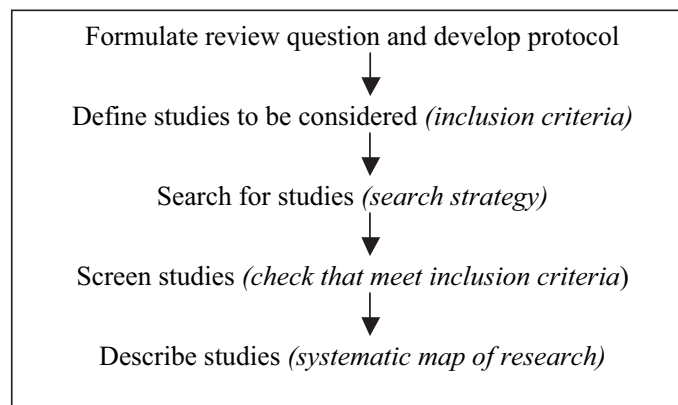 Formulate review question and develop protocol
Define studies to be considered (inclusion criteria)
Search for studies (search strategy)
Screen studies (check that meet inclusion criteria)
Describe studies (systematic map of research)